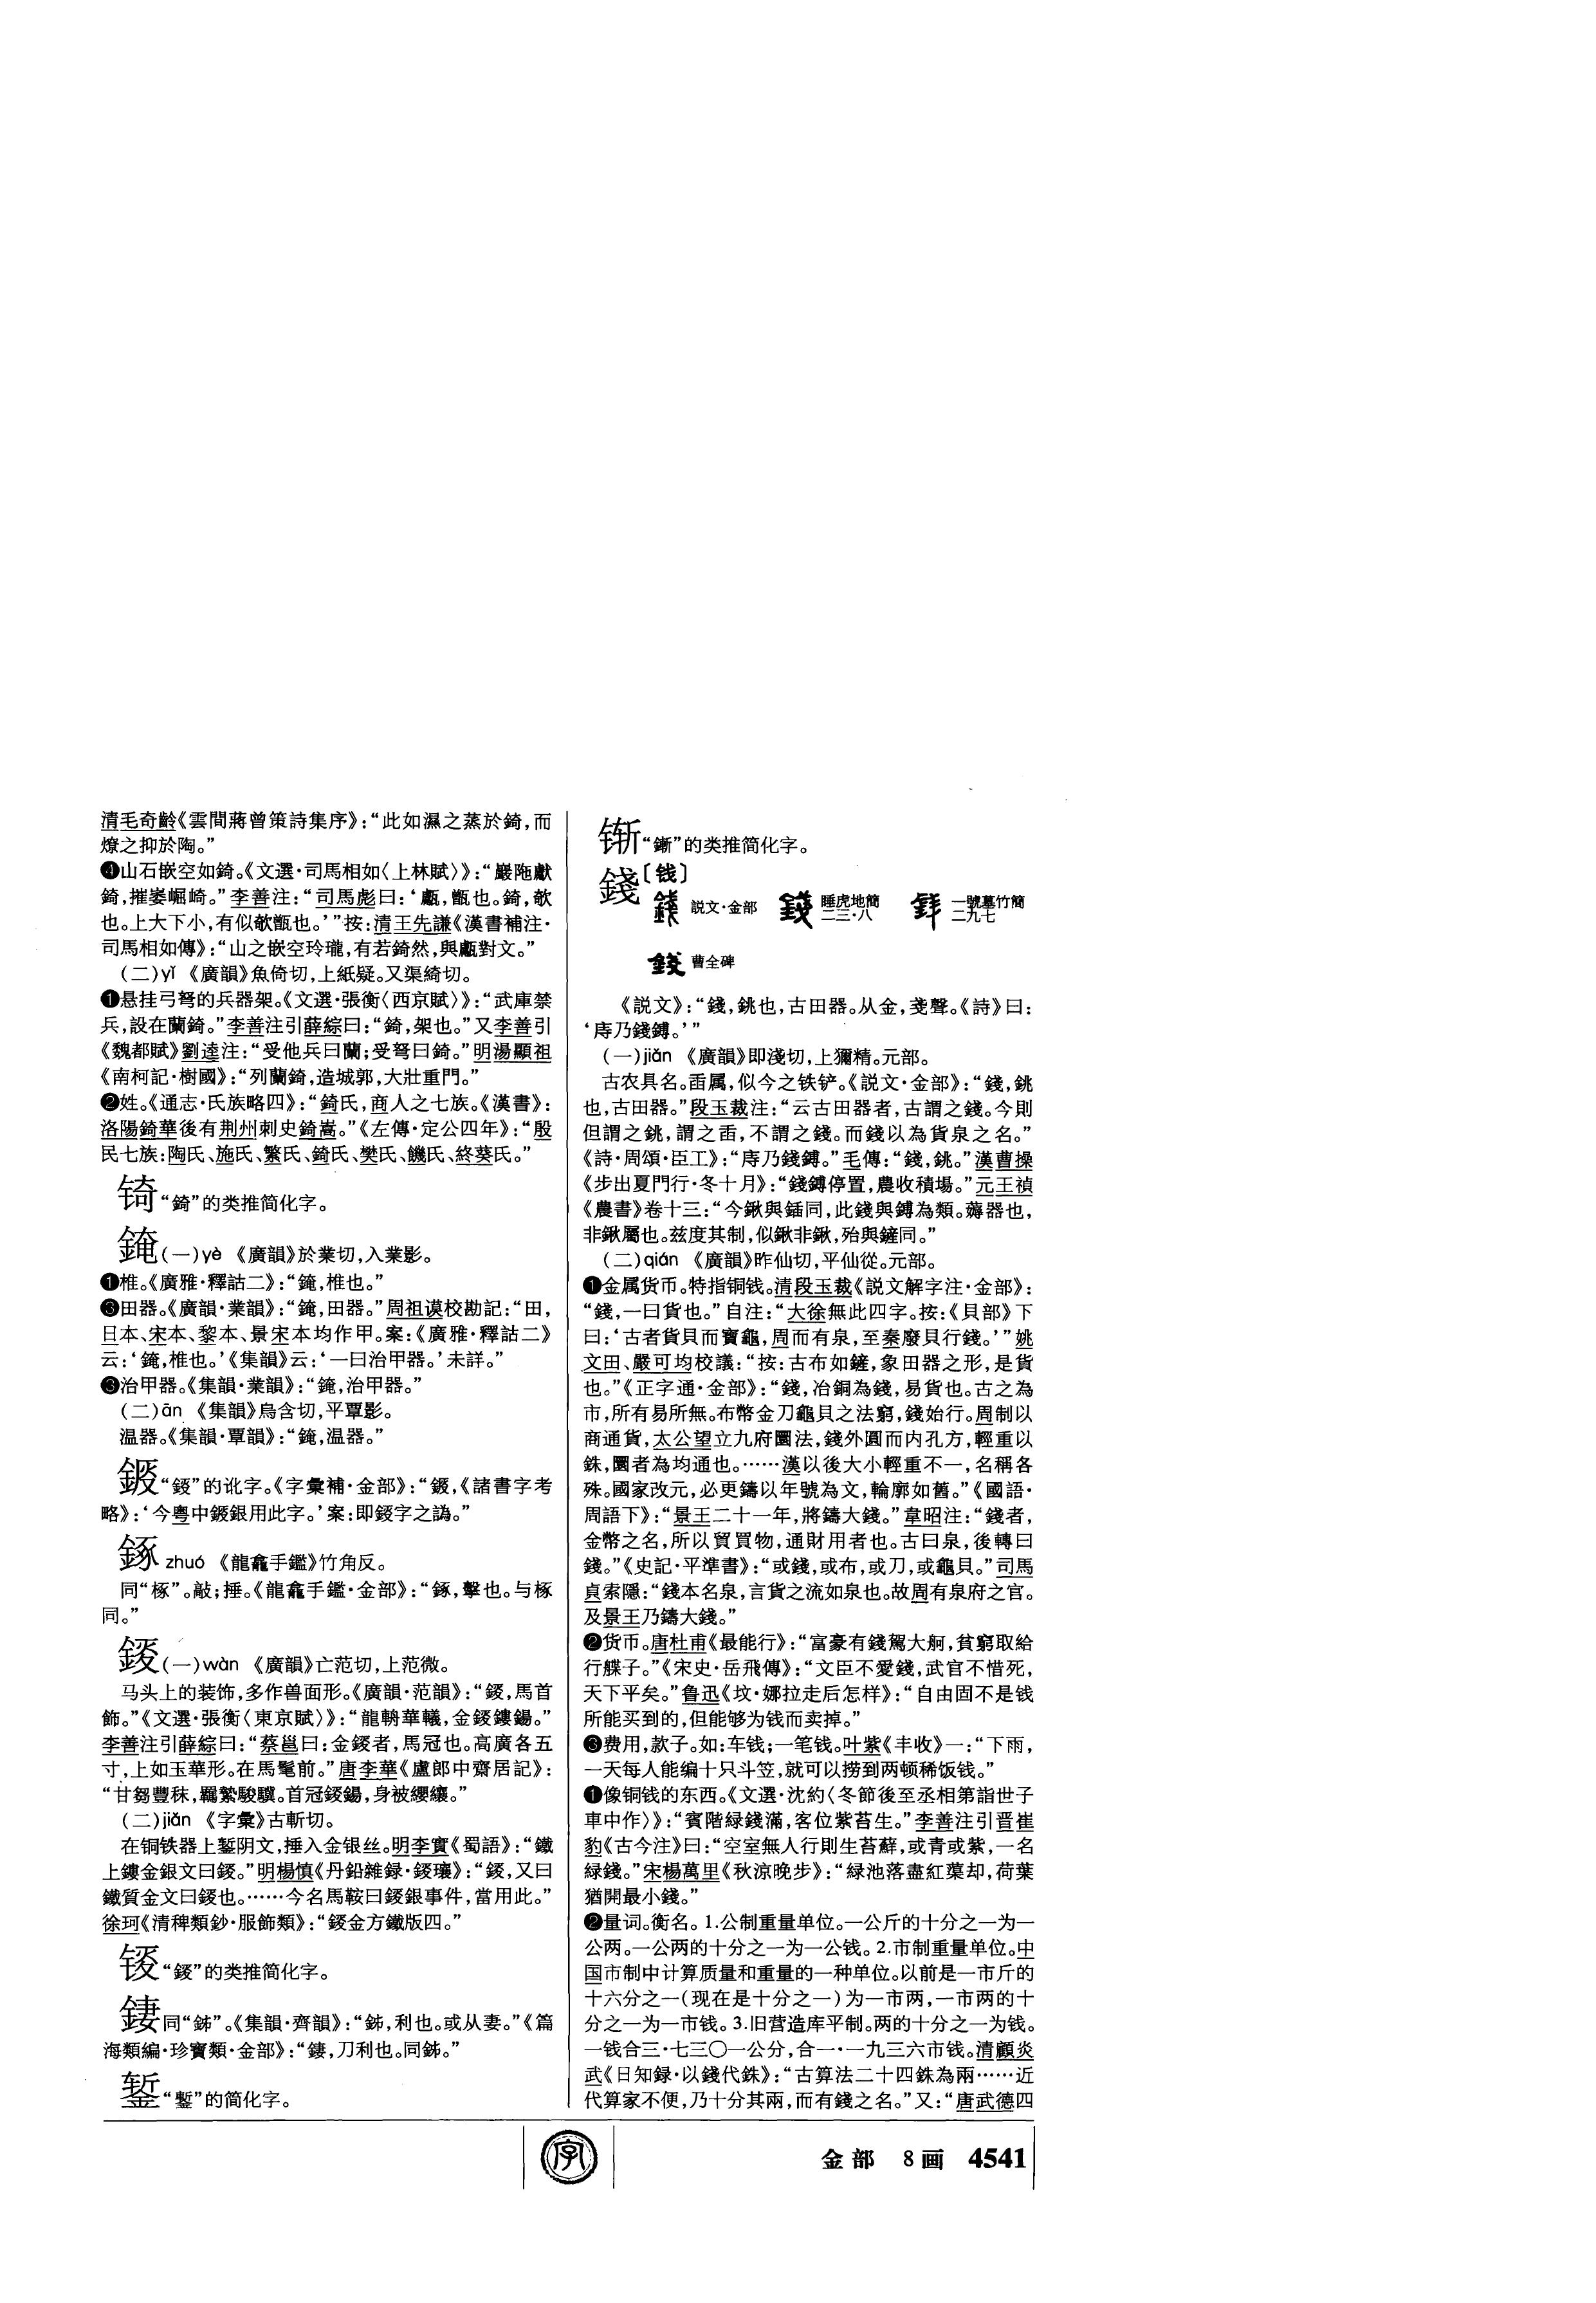 清毛奇齡《雲間蔣曾策詩集序》：“此如濕之蒸於錡，而
燎之抑於陶。”
❹山石嵌空如錡。《文選·司馬相如〈上林賦〉》：“巖陁甗
錡，摧崣崛崎。”李善注：“司馬彪曰：‘甗，甑也。錡，欹
也。上大下小，有似欹甑也。’”按：清王先謙《漢書補注·
司馬相如傳》：“山之嵌空玲瓏，有若錡然，與甗對文。”
（二）yǐ 《廣韻》魚倚切，上紙疑。又渠綺切。
❶悬挂弓弩的兵器架。《文選·張衡〈西京賦〉》：“武庫禁
兵，設在蘭錡。”李善注引薛綜曰：“錡，架也。”又李善引
《魏都賦》劉逵注：“受他兵曰蘭；受弩曰錡。”明湯顯祖
《南柯記·樹國》：“列蘭錡，造城郭，大壯重門。”
❷姓。《通志·氏族略四》：“錡氏，商人之七族。《漢書》：
洛陽錡華後有荆州刺史錡嵩。”《左傳·定公四年》：“殷
民七族：陶氏、施氏、繁氏、錡氏、樊氏、饑氏、終葵氏。”
锜“錡”的类推简化字。
䤶（一）yè 《廣韻》於業切，入業影。
❶椎。《廣雅·釋詁二》：“䤶，椎也。”
❸田器。《廣韻·業韻》：“䤶，田器。”周祖谟校勘記：“田，
日本、宋本、黎本、景宋本均作甲。案：《廣雅·釋詁二》
云：‘䤶，椎也。’《集韻》云：‘一曰治甲器。’未詳。”
❸治甲器。《集韻·業韻》：“䤶，治甲器。”
（二）ān 《集韻》烏含切，平覃影。
温器。《集韻·覃韻》：“䤶，温器。”
“錽”的讹字。《字彙補·金部》：“《諸書字考
略》：‘今粵中銀用此字。’案：即錽字之譌。”
鋷 zhuó 《龍龕手鑑》竹角反。
同“椓”。敲；捶。《龍龕手鑑·金部》：“擊也。与椓
同。”
錽（一）wàn 《廣韻》亡范切，上范微。
马头上的装饰，多作兽面形。《廣韻·范韻》：“錽，馬首
飾。”《文選·張衡〈東京賦〉》：“龍輈華轙，金錽鏤鍚。”
李善注引薛綜曰：“蔡邕曰：金錽者，馬冠也。高廣各五
寸，上如玉華形。在馬髦前。”唐李華《盧郎中齋居記》：
“甘芻豐秣，羈縶駿驥。首冠錽鍚，身被纓纕。”
（二）jiǎn 《字彙》古斬切。
在铜铁器上錾阴文，捶入金银丝。明李實《蜀語》：“鐵
上鏤金銀文曰錽。”明楊慎《丹鉛雜録·錽瓖》：“錽，又曰
鐵質金文曰錽也。……今名馬鞍曰錽銀事件，當用此。”
徐珂《清稗類鈔·服飾類》：“錽金方鐵版四。”
锓“錽”的类推简化字。
鍷同“鉘”。《集韻·齊韻》：“利也。或从妻。”《篇
海類編·珍寶類·金部》：“刀利也。”
錾“鏨”的简化字。
“鏩”的类推简化字。
錢〔钱〕
説文·金部 睡虎地簡二三·八 一號墓竹簡二九七
曹全碑
《説文》：“錢，銚也，古田器。从金，戔聲。《詩》曰：
‘庤乃錢鎛。’”
（一）jiǎn 《廣韻》即淺切，上獮精。元部。
古农具名。臿属，似今之铁铲。《説文·金部》：“錢，銚
也，古田器。”段玉裁注：“云古田器者，古謂之錢。今則
但謂之銚，謂之臿，不謂之錢。而錢以為貨泉之名。”
《詩·周頌·臣工》：“庤乃錢鎛。”毛傳：“錢，銚。”漢曹操
《步出夏門行·冬十月》：“錢鎛停置，農收積場。”元王禎
《農書》卷十三：“今鍬與鍤同，此錢與鎛為類。薅器也，
非鍬屬也。兹度其制，似鍬非鍬，殆與鏟同。”
（二）qián 《廣韻》昨仙切，平仙從。元部。
❶金属货币。特指铜钱。清段玉裁《説文解字注·金部》：
“錢，一曰貨也。”自注：“大徐無此四字。按：《貝部》下
曰：‘古者貨貝而寶龜，周而有泉，至秦廢貝行錢。’”姚
文田、嚴可均校議：“按：古布如鏟，象田器之形，是貨
也。”《正字通·金部》：“錢，冶銅為錢，易貨也。古之為
市，所有易所無。布幣金刀龜貝之法窮，錢始行。周制以
商通貨，太公望立九府圜法，錢外圓而内孔方，輕重以
銖，圜者為均通也。……漢以後大小輕重不一，名稱各
殊。國家改元，必更鑄以年號為文，輪廓如舊。”《國語·
周語下》：“景王二十一年，將鑄大錢。”韋昭注：“錢者，
金幣之名，所以貿買物，通財用者也。古曰泉，後轉曰
錢。”《史記·平準書》：“或錢，或布，或刀，或龜貝。”司馬
貞索隱：“錢本名泉，言貨之流如泉也。故周有泉府之官。
及景王乃鑄大錢。”
❷货币。唐杜甫《最能行》：“富豪有錢駕大舸，貧窮取給
行艓子。”《宋史·岳飛傳》：“文臣不愛錢，武官不惜死，
天下平矣。”鲁迅《坟·娜拉走后怎样》：“自由固不是钱
所能买到的，但能够为钱而卖掉。”
❸费用，款子。如：车钱；一笔钱。叶紫《丰收》一：“下雨，
一天每人能编十只斗笠，就可以捞到两顿稀饭钱。”
❶像铜钱的东西。《文選·沈約〈冬節後至丞相第詣世子
車中作〉》：“賓階緑錢滿，客位紫苔生。”李善注引晋崔
豹《古今注》曰：“空室無人行則生苔蘚，或青或紫，一名
緑錢。”宋楊萬里《秋凉晚步》：“緑池落盡紅蕖却，荷葉
猶開最小錢。”
❷量词。衡名。1.公制重量单位。一公斤的十分之一为一
公两。一公两的十分之一为一公钱。2.市制重量单位。中
国市制中计算质量和重量的一种单位。以前是一市斤的
十六分之一（现在是十分之一）为一市两，一市两的十
分之一为一市钱。3.旧营造库平制。两的十分之一为钱。
一钱合三·七三〇一公分，合一·一九三六市钱。清顧炎
武《日知録·以錢代銖》：“古算法二十四銖為兩……近
代算家不便，乃十分其兩，而有錢之名。”又：“唐武德四
字
金部 8画 4541